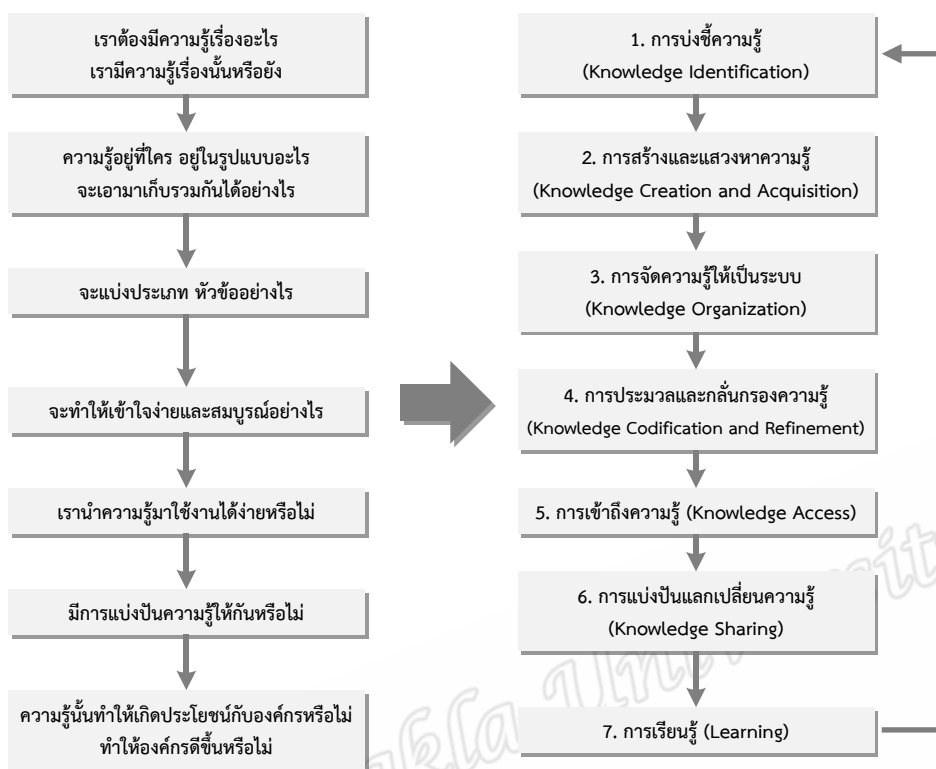 เราต้องมีความรู้เรื่องอะไร
เรามีความรู้เรื่องนั้นหรือยัง
ความรู้อยู่ที่ใคร อยู่ในรูปแบบอะไร
จะเอามาเก็บรวมกันได้อย่างไร
จะแบ่งประเภท หัวข้ออย่างไร
จะทำให้เข้าใจง่ายและสมบูรณ์อย่างไร
เรานำความรู้มาใช้งานได้ง่ายหรือไม่
มีการแบ่งปันความรู้ให้กันหรือไม่
ความรู้นั้นทำให้เกิดประโยชน์กับองค์กรหรือไม่
ทำให้องค์กรดีขึ้นหรือไม่
1. การบ่งชี้ความรู้
(Knowledge Identification)
2. การสร้างและแสวงหาความรู้
(Knowledge Creation and Acquisition)
3. การจัดความรู้ให้เป็นระบบ
(Knowledge Organization)
4. การประมวลและกลั่นกรองความรู้
(Knowledge Codification and Refinement)
5. การเข้าถึงความรู้ (Knowledge Access)
6. การแบ่งปันแลกเปลี่ยนความรู้
(Knowledge Sharing)
7. การเรียนรู้ (Learning)